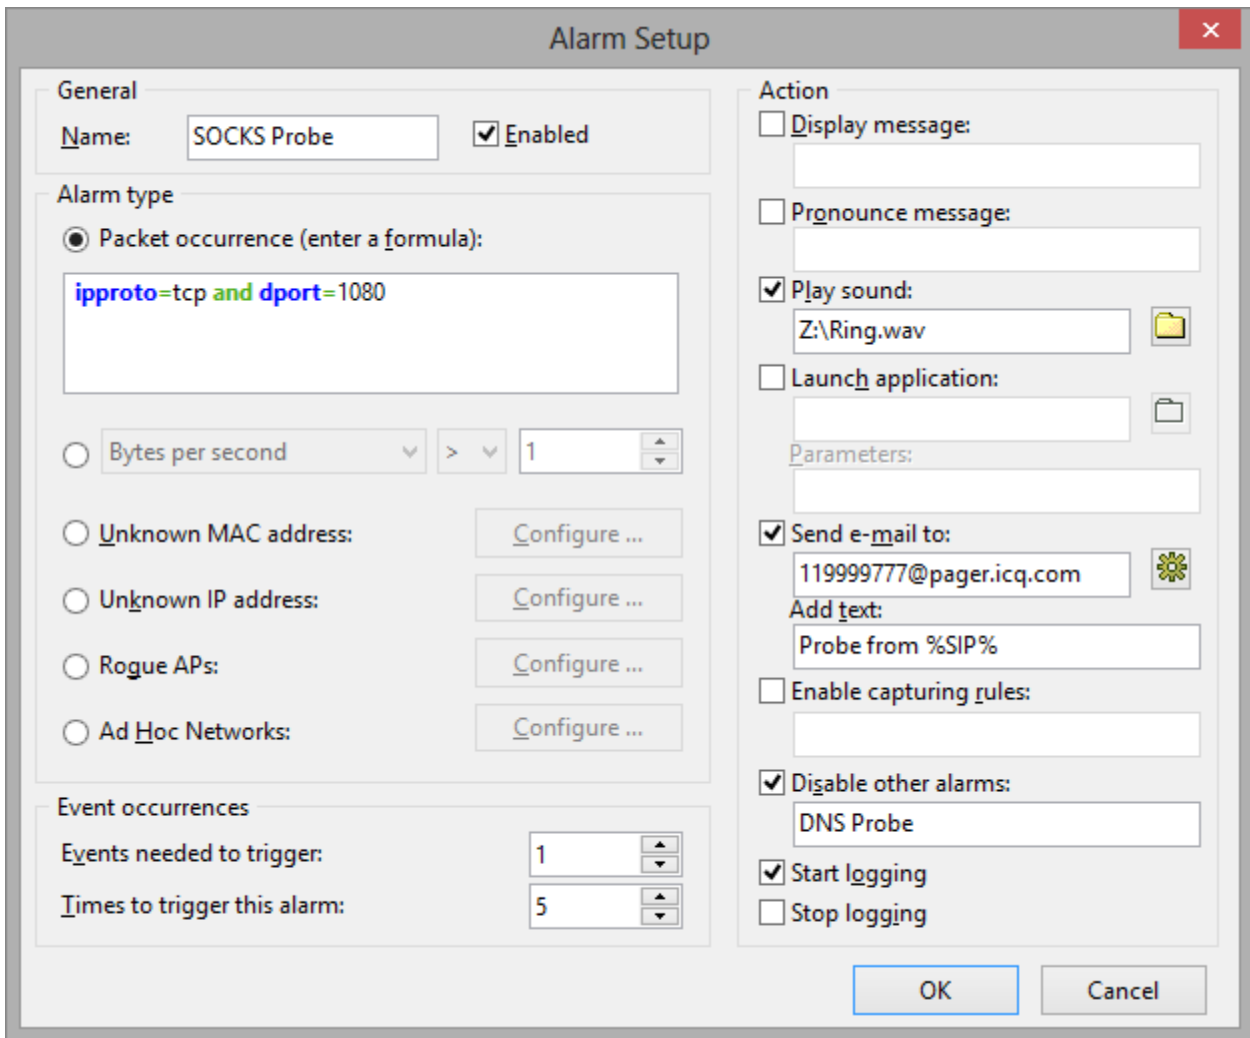 Alarm Setup
General
Name: SOCKS Probe Enabled
Alarm type
Packet occurrence (enter a formula):
ipproto=tcp and dport=1080
Bytes per second > 1
Unknown MAC address: Configure ...
Unknown IP address: Configure ...
Rogue APs: Configure ...
Ad Hoc Networks: Configure ...
Event occurrences
Events needed to trigger: 1
Times to trigger this alarm: 5
Action
Display message:
Pronounce message:
Play sound:
Z:\Ring.wav
Launch application:
Parameters:
Send e-mail to:
119999777@pager.icq.com
Add text:
Probe from %SIP%
Enable capturing rules:
Disable other alarms:
DNS Probe
Start logging
Stop logging
OK Cancel